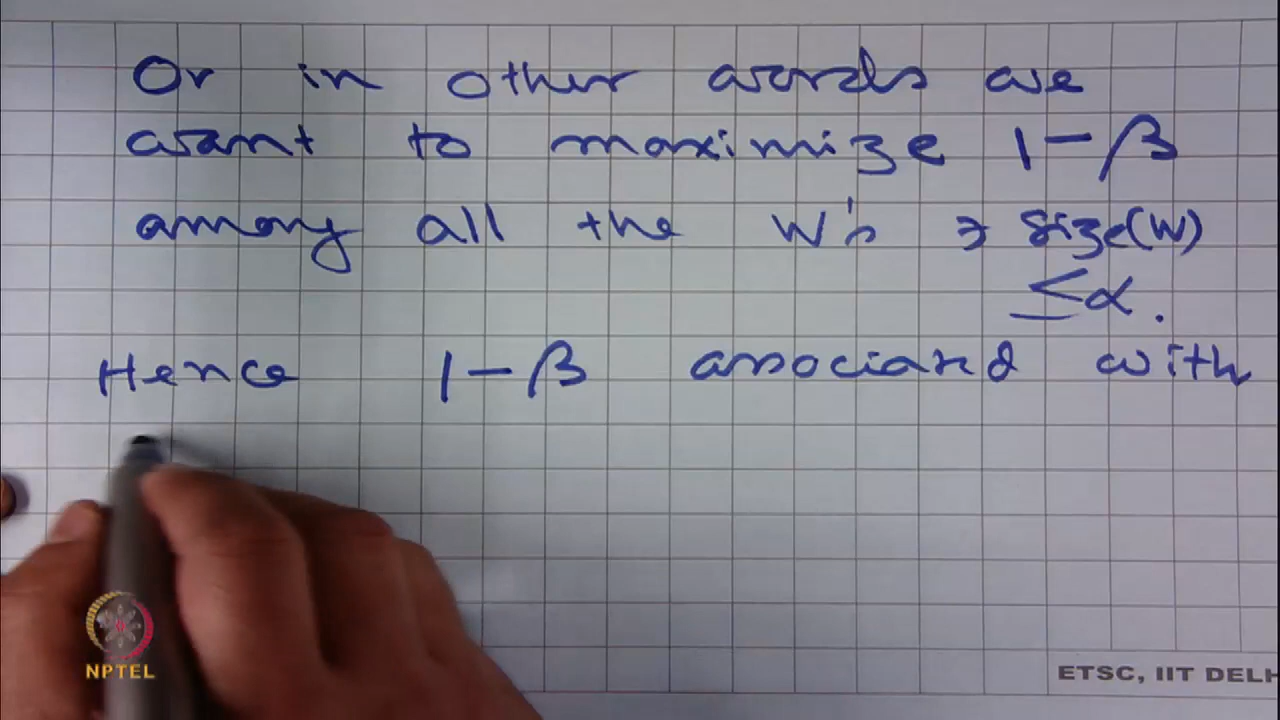 Or in other words we
want to maximize 1-β
among all the W's ∋ Size(W)
≤α.
Hence 1-β associated with
NPTEL
ETSC, IIT DELH